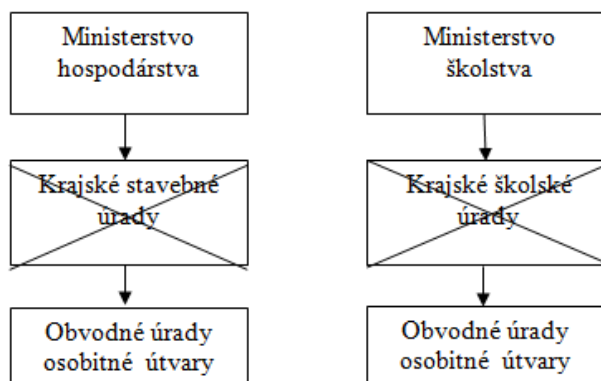 Ministerstvo
hospodárstva
Krajské stavebné
úrady
Obvodné úrady
osobitné útvary
Ministerstvo
školstva
Krajské školské
úrady
Obvodné úrady
osobitné útvary